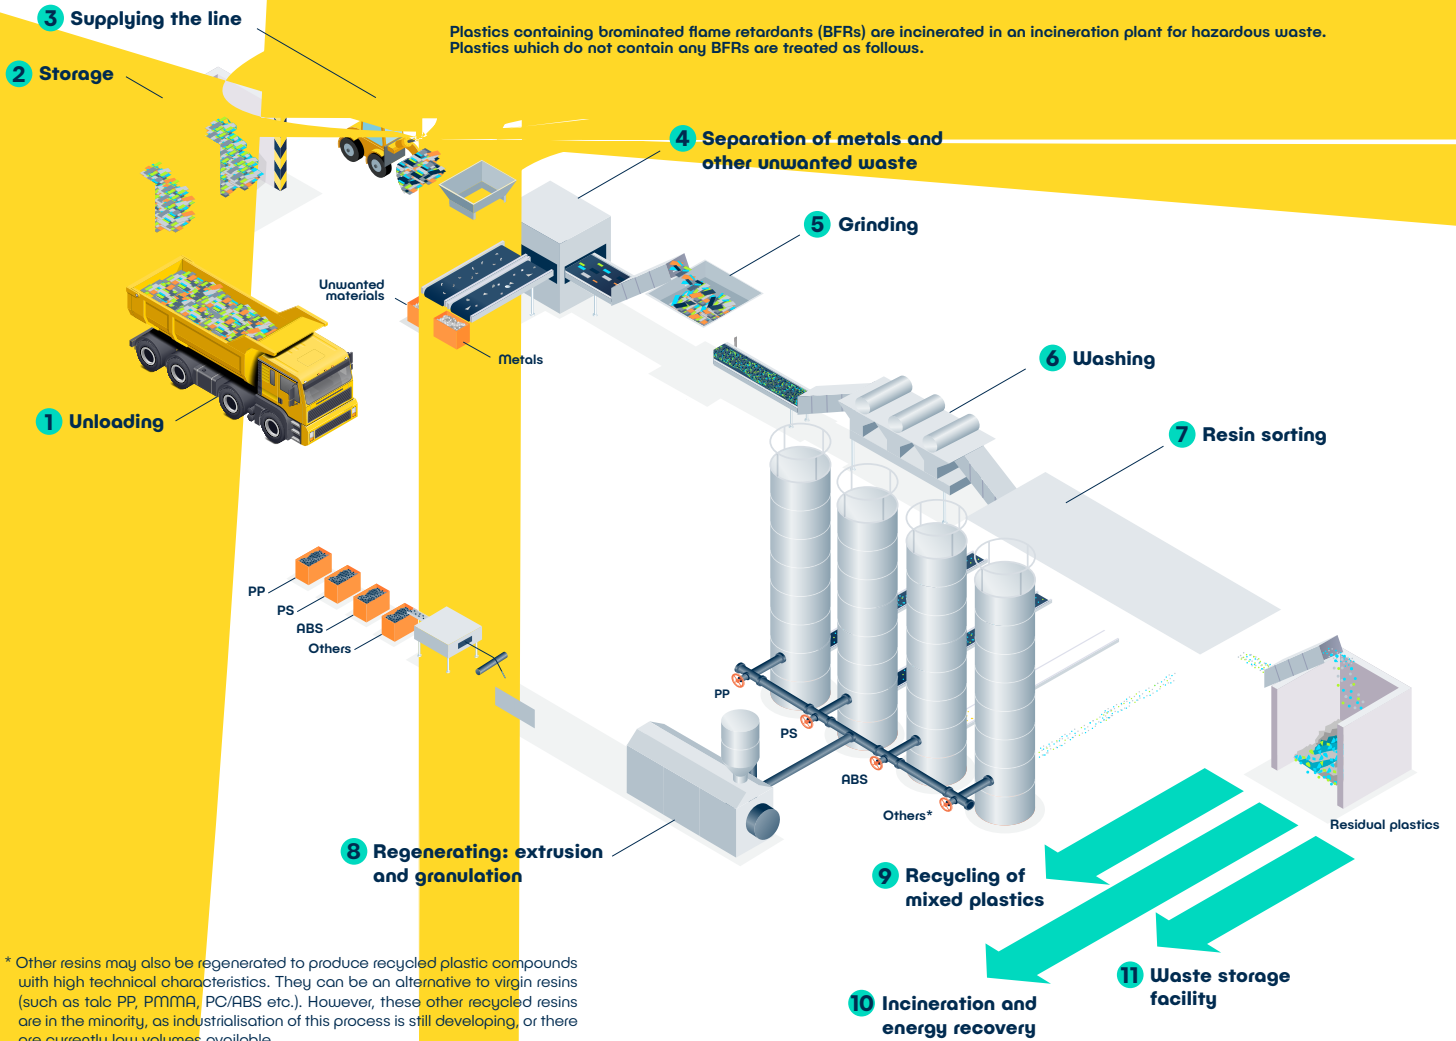 3 Supplying the line
Plastics containing brominated flame retardants (BFRs) are incinerated in an incineration plant for hazardous waste.
Plastics which do not contain any BFRs are treated as follows.
2 Storage
4 Separation of metals and
other unwanted waste
5 Grinding
Unwanted
materials
Metals
6 Washing
1 Unloading
7 Resin sorting
PP
PS
ABS
Others
PP
PS
ABS
Others*
Residual plastics
8 Regenerating: extrusion
and granulation
9 Recycling of
mixed plastics
10 Incineration and
energy recovery
11 Waste storage
facility
* Other resins may also be regenerated to produce recycled plastic compounds
with high technical characteristics. They can be an alternative to virgin resins
(such as talc PP, PMMA, PC/ABS etc.). However, these other recycled resins
are in the minority, as industrialisation of this process is still developing, or there
are currently low volumes available.